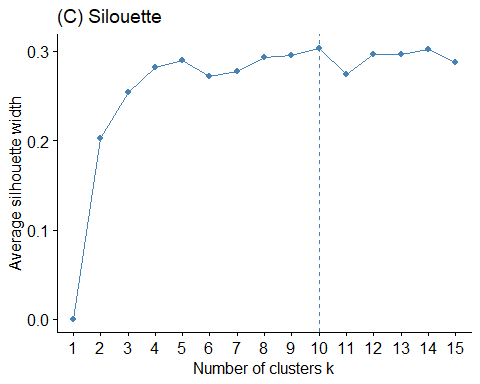 (C) Silouette
Average silhouette width
0.3
0.2
0.1
0.0
1 2 3 4 5 6 7 8 9 10 11 12 13 14 15
Number of clusters k